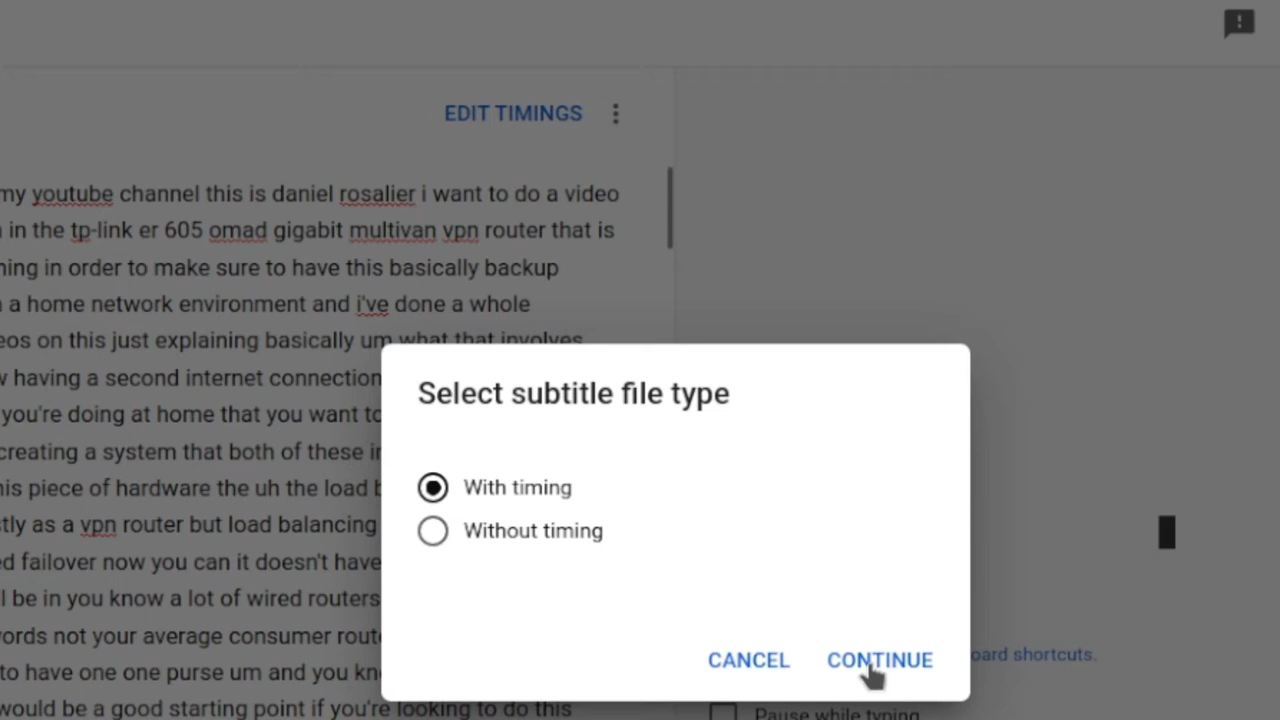 EDIT TIMINGS
my youtube channel this is daniel rosalier i want to do a video
in the tp-link er 605 omad gigabit multivan vpn router that is
ning in order to make sure to have this basically backup
a home network environment and i've done a whole
eos on this just explaining basically um what that involves
having a second internet connection
you're doing at home that you want to
creating a system that both of these
nis piece of hardware the uh the load
stly as a vpn router but load balancing
ed failover now you can it doesn't have
l be in you know a lot of wired routers
words not your average consumer
to have one one purse um and you
would be a good starting point if you're looking to do this
Select subtitle file type
With timing
Without timing
CANCEL CONTINUE
oard shortcuts.
Pause while typing